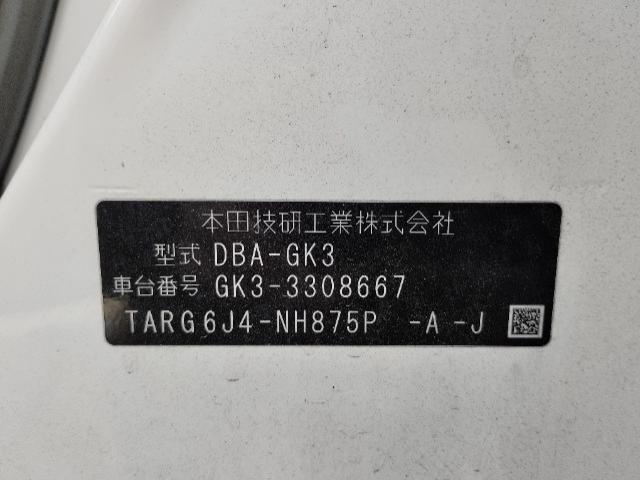 本田技研工業株式会社
型式 DBA-GK3
車台番号 GK3-3308667
TARG6J4-NH875P -A -J